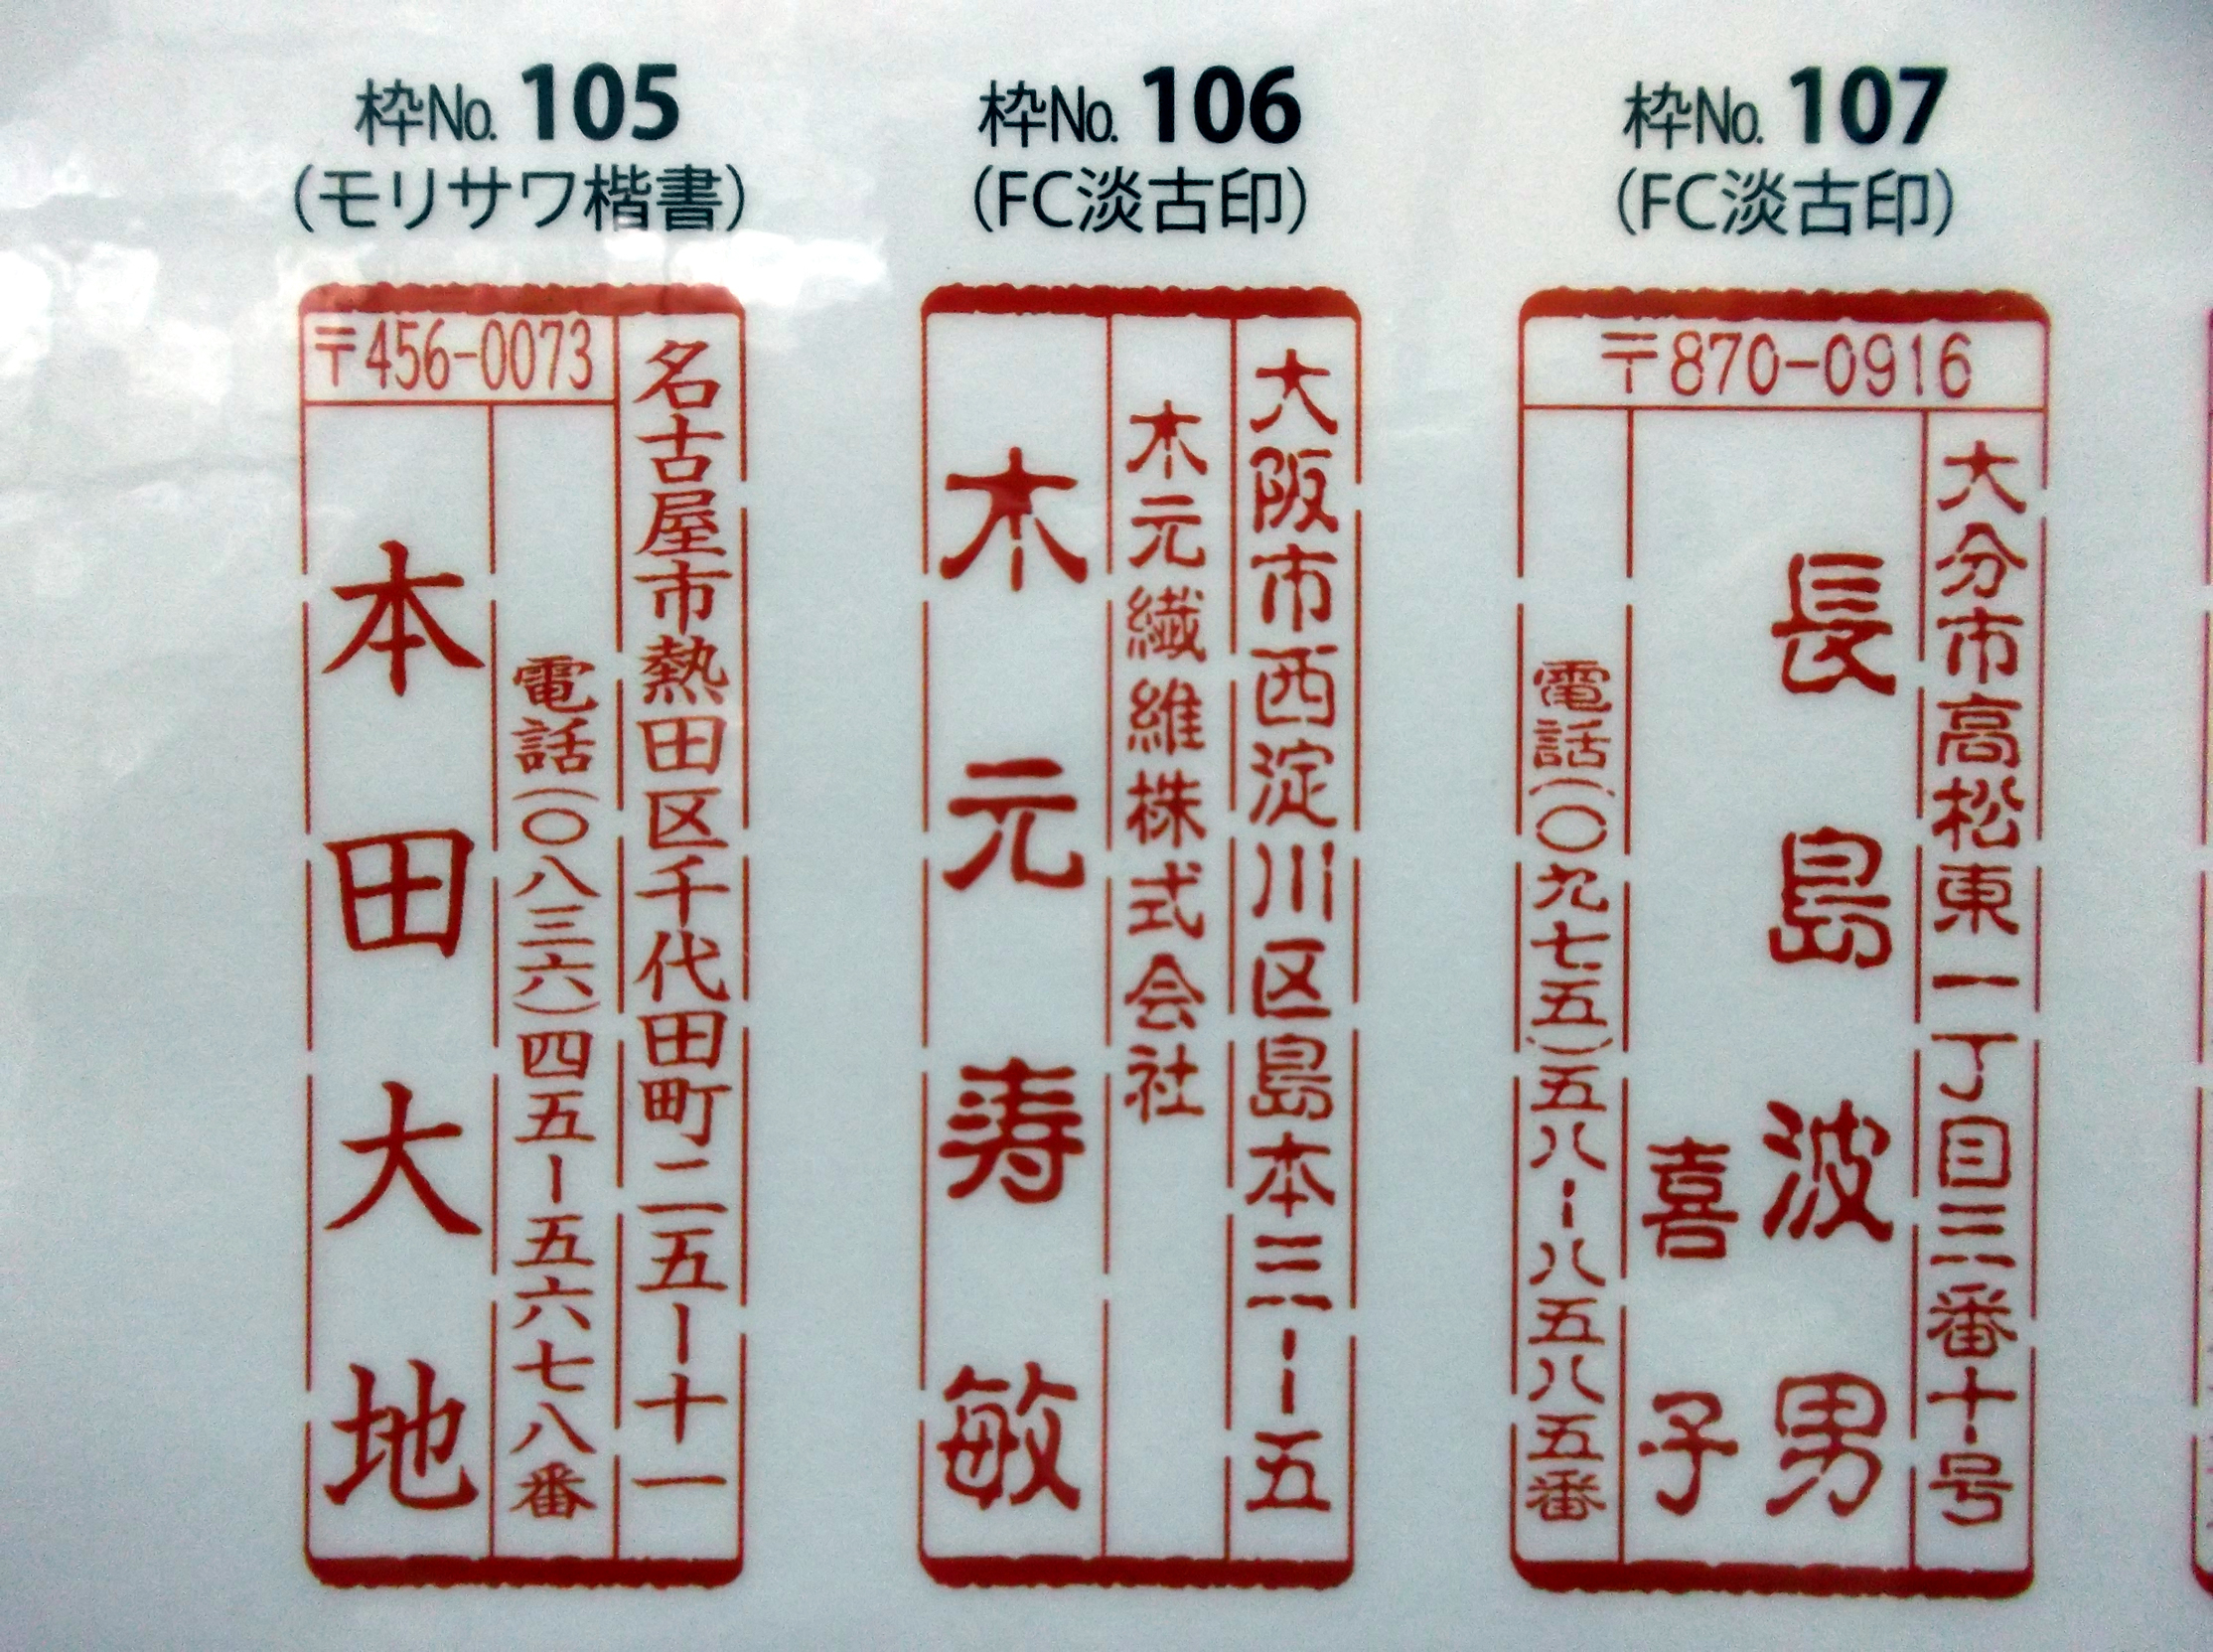 枠No. 105
（モリサワ楷書）
〒456-0073
名古屋市熱田区千代田町二五ー十一
電話（〇八三六）四五ー五六七八番
本田大地
枠No. 106
（FC淡古印）
大阪市西淀川区島本三ー五
木元繊維株式会社
木元寿敏
枠No. 107
（FC淡古印）
〒870-0916
大分市高松東一丁目三番十号
長島波男
喜子
電話（〇九七五）五八ー八五八五番